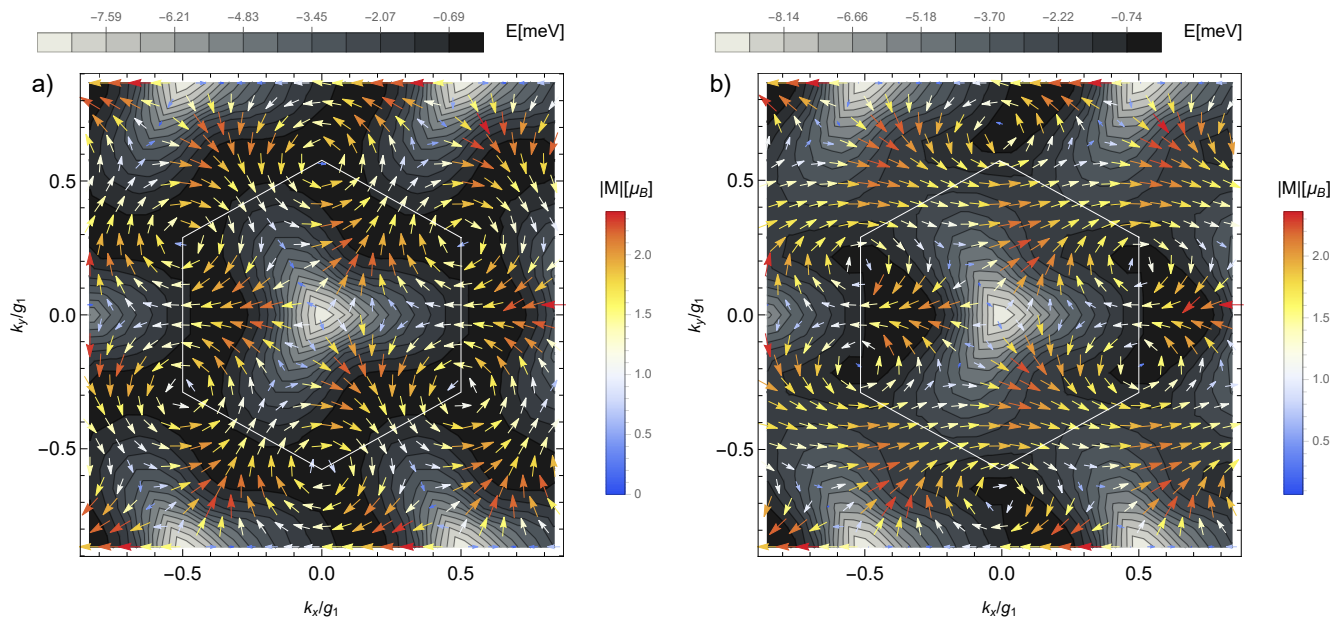 −7.59 −6.21 −4.83 −3.45 −2.07 −0.69
E[meV]
a)
0.5
0.0
−0.5
k_y/g_1
−0.5 0.0 0.5
k_x/g_1
|M|[μ_B]
2.0
1.5
1.0
0.5
0
−8.14 −6.66 −5.18 −3.70 −2.22 −0.74
E[meV]
b)
0.5
0.0
−0.5
k_y/g_1
−0.5 0.0 0.5
k_x/g_1
|M|[μ_B]
2.0
1.5
1.0
0.5